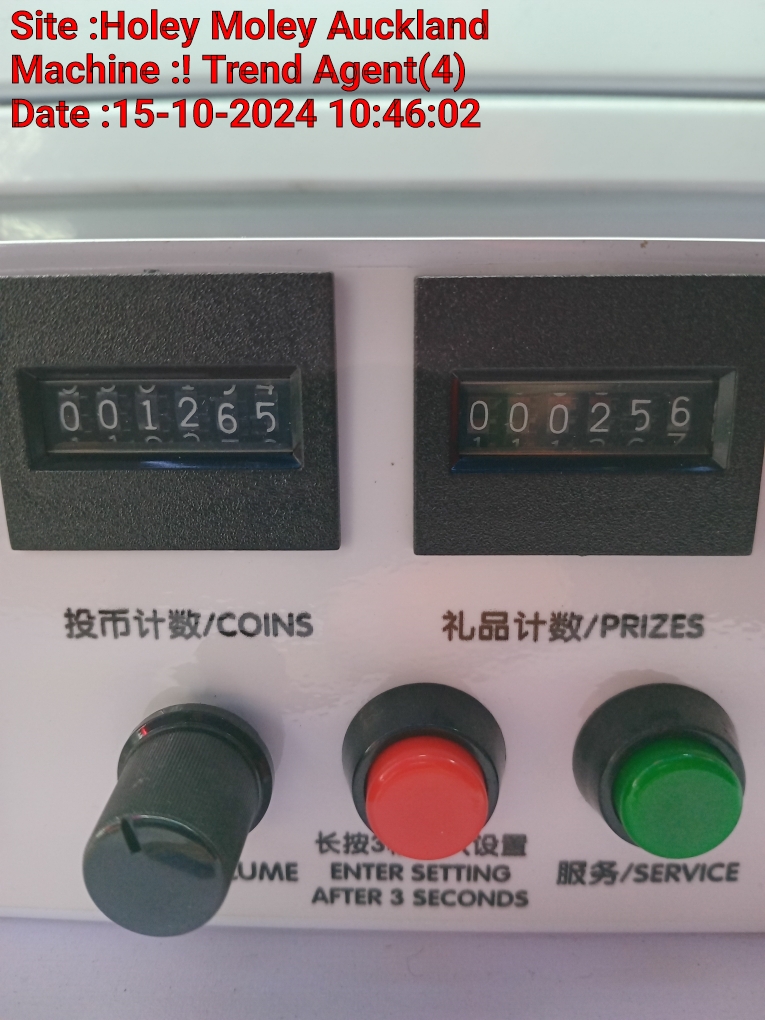 Site :Holey Moley Auckland
Machine :! Trend Agent(4)
Date :15-10-2024 10:46:02
001265
000256
投币计数/COINS
礼品计数/PRIZES
长按3 设置
ENTER SETTING
AFTER 3 SECONDS
服务/SERVICE